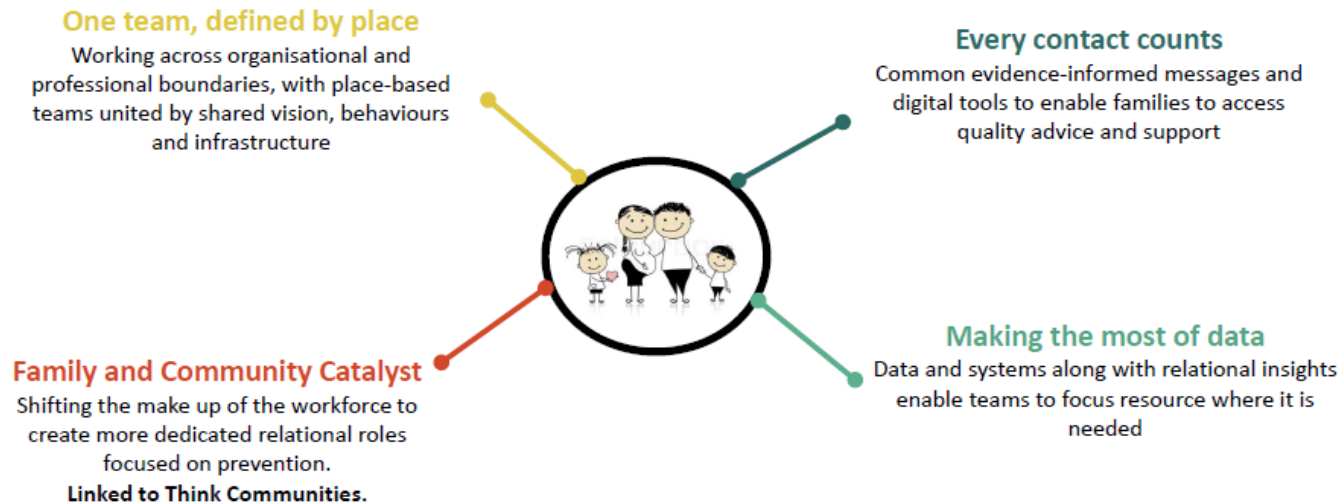 One team, defined by place
Working across organisational and
professional boundaries, with place-based
teams united by shared vision, behaviours
and infrastructure
Every contact counts
Common evidence-informed messages and
digital tools to enable families to access
quality advice and support
Family and Community Catalyst
Shifting the make up of the workforce to
create more dedicated relational roles
focused on prevention.
Linked to Think Communities.
Making the most of data
Data and systems along with relational insights
enable teams to focus resource where it is
needed